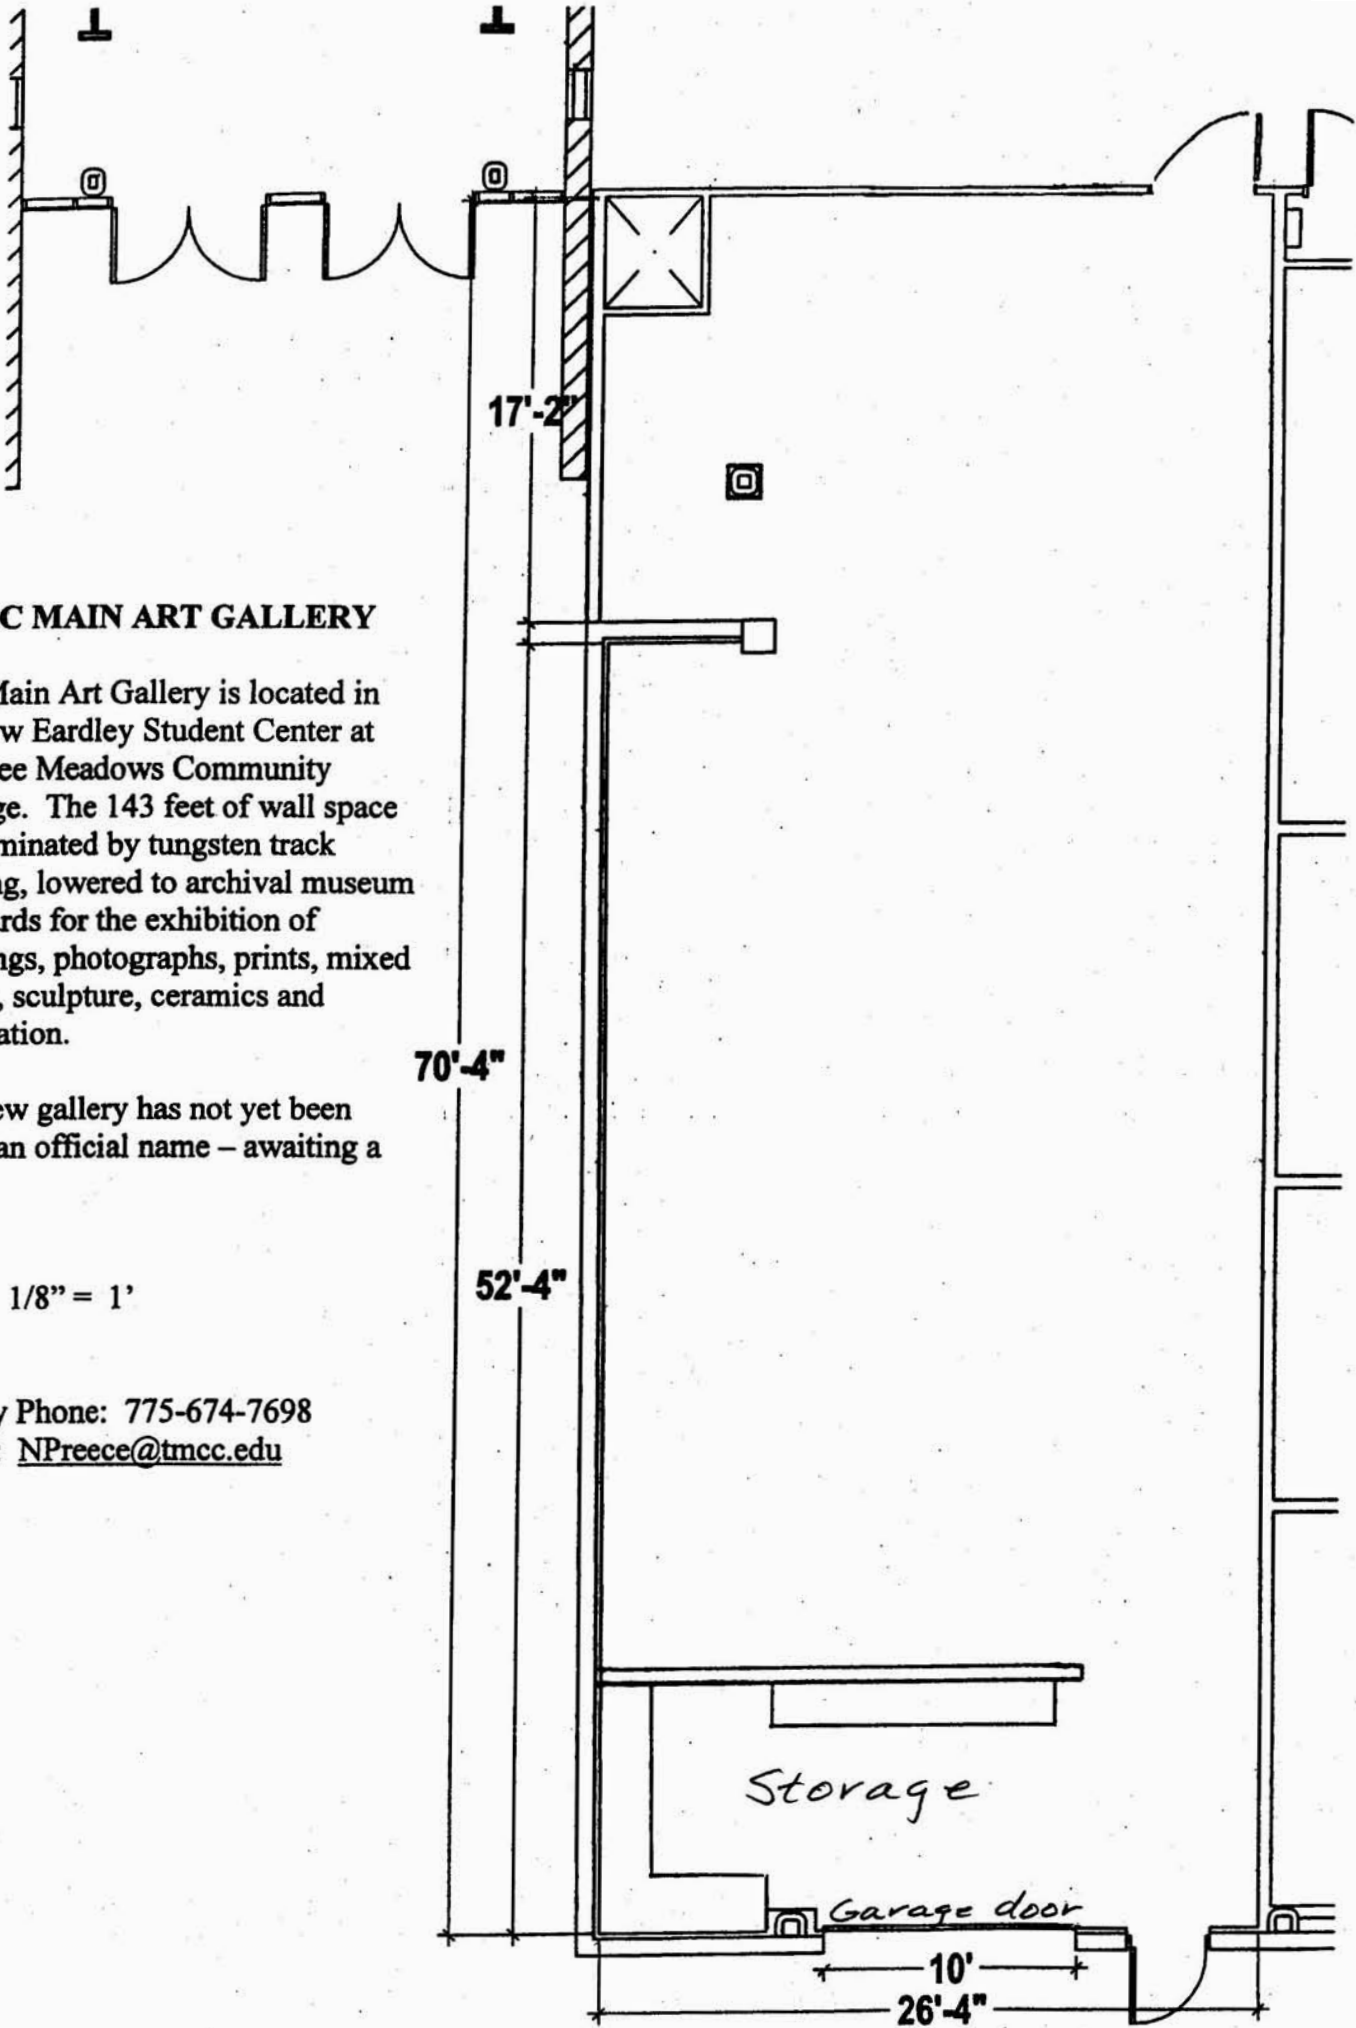 C MAIN ART GALLERY
Main Art Gallery is located in
w Eardley Student Center at
ee Meadows Community
ge. The 143 feet of wall space
minated by tungsten track
ng, lowered to archival museum
rds for the exhibition of
ngs, photographs, prints, mixed
, sculpture, ceramics and
ation.
ew gallery has not yet been
an official name – awaiting a
1/8” = 1’
y Phone: 775-674-7698
NPreece@tmcc.edu
17'-2"
70'-4"
52'-4"
Storage
Garage door
10'
26'-4"